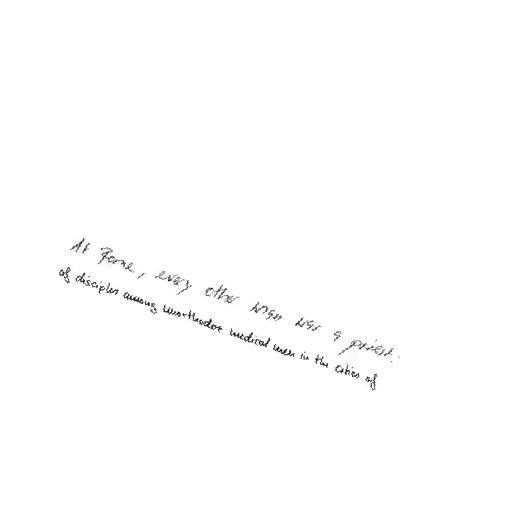 At Rome, every other man was a priest.
of disciples among unorthodox medical men in the cities of